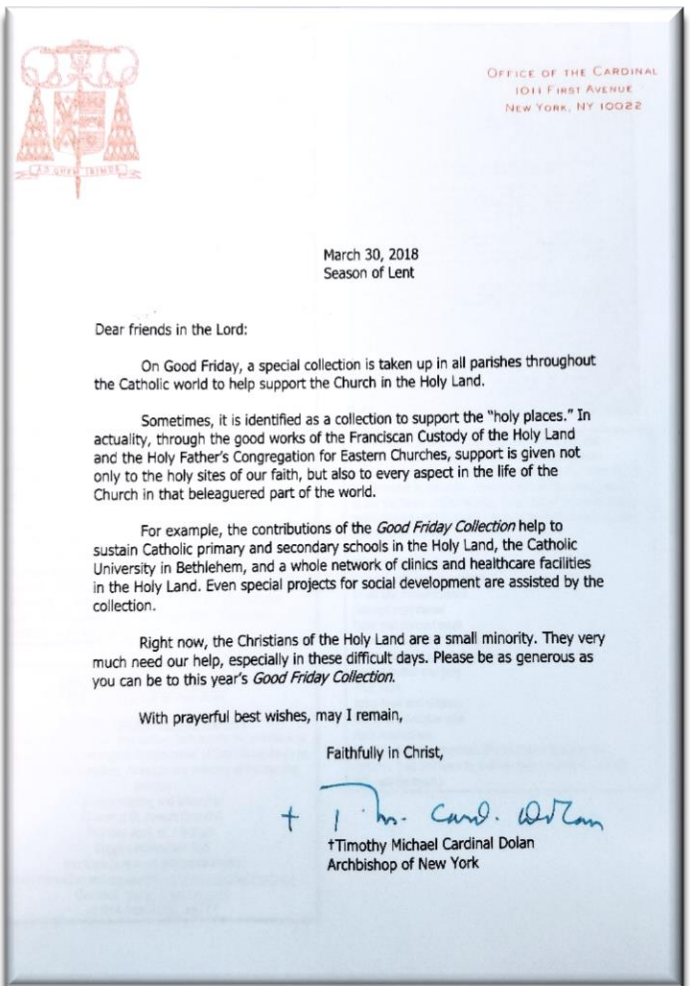 OFFICE OF THE CARDINAL
1011 FIRST AVENUE
NEW YORK, NY 10022
AD QUEM IBIMUS
March 30, 2018
Season of Lent
Dear friends in the Lord:
On Good Friday, a special collection is taken up in all parishes throughout
the Catholic world to help support the Church in the Holy Land.
Sometimes, it is identified as a collection to support the “holy places.” In
actuality, through the good works of the Franciscan Custody of the Holy Land
and the Holy Father’s Congregation for Eastern Churches, support is given not
only to the holy sites of our faith, but also to every aspect in the life of the
Church in that beleaguered part of the world.
For example, the contributions of the Good Friday Collection help to
sustain Catholic primary and secondary schools in the Holy Land, the Catholic
University in Bethlehem, and a whole network of clinics and healthcare facilities
in the Holy Land. Even special projects for social development are assisted by the
collection.
Right now, the Christians of the Holy Land are a small minority. They very
much need our help, especially in these difficult days. Please be as generous as
you can be to this year’s Good Friday Collection.
With prayerful best wishes, may I remain,
Faithfully in Christ,
† T. M. Card. Dolan
†Timothy Michael Cardinal Dolan
Archbishop of New York